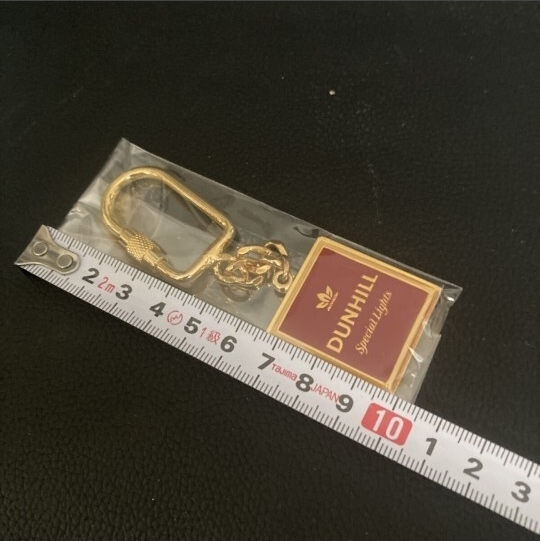 DUNHILL
Special Lights
2 2m 3 4 5 1級 6 7 Tajima 8 JAPAN 9 10 1 2 3